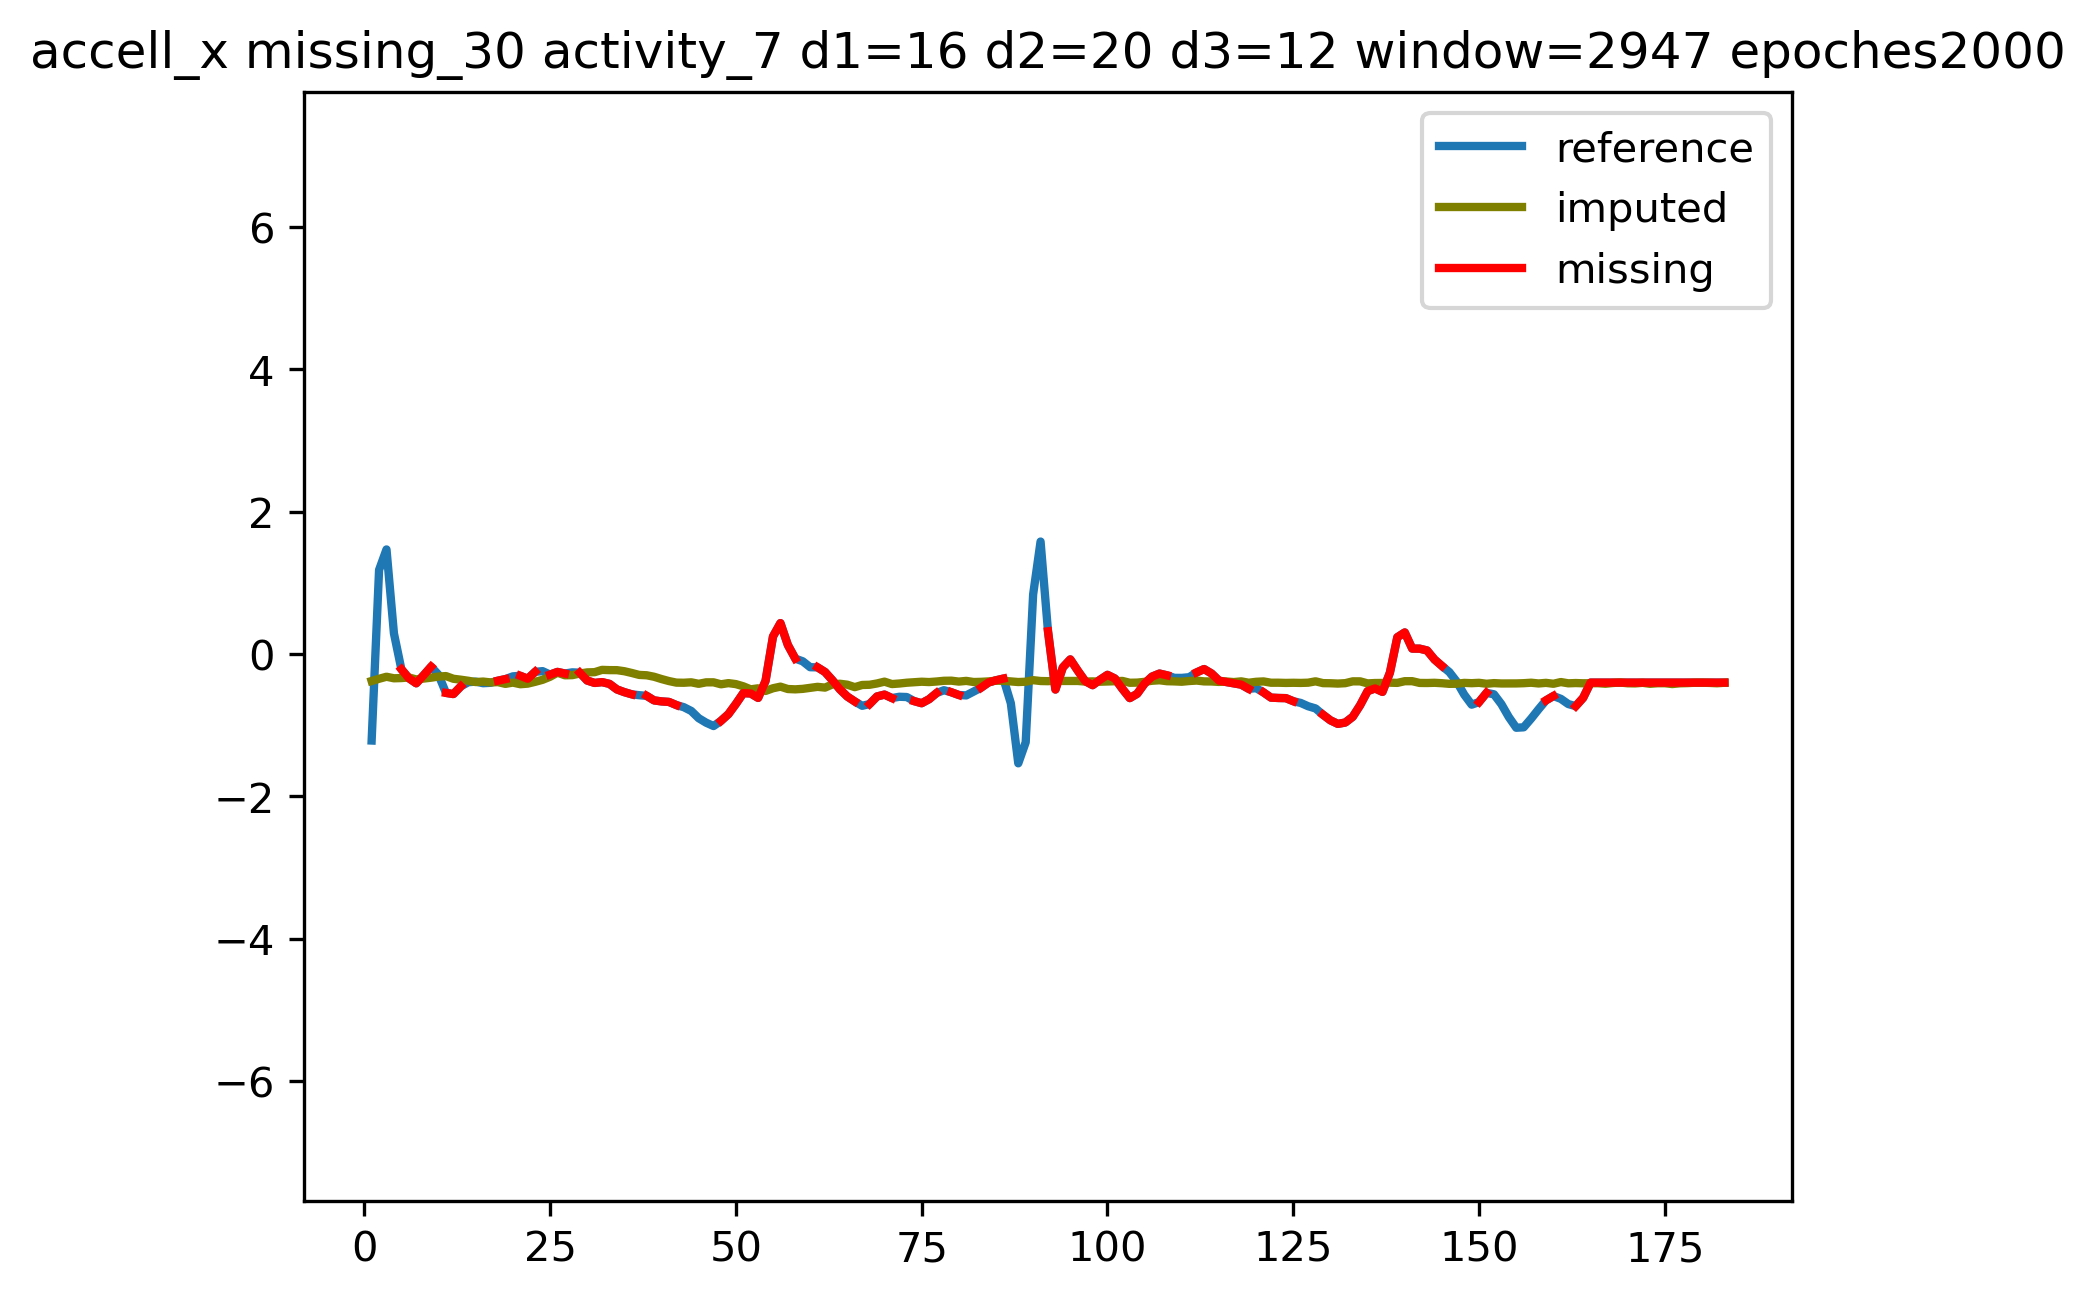 accell_x missing_30 activity_7 d1=16 d2=20 d3=12 window=2947 epoches2000
reference
imputed
missing
6
4
2
0
−2
−4
−6
0 25 50 75 100 125 150 175